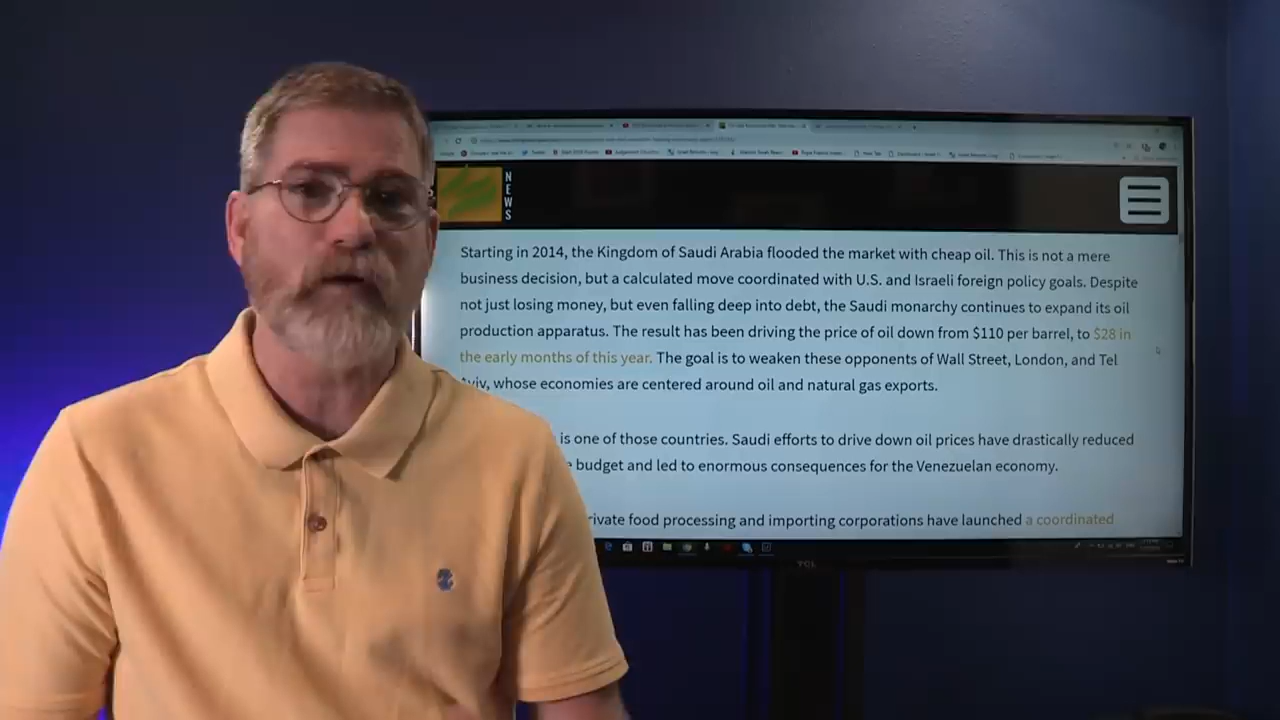 NEWS
Starting in 2014, the Kingdom of Saudi Arabia flooded the market with cheap oil. This is not a mere
business decision, but a calculated move coordinated with U.S. and Israeli foreign policy goals. Despite
not just losing money, but even falling deep into debt, the Saudi monarchy continues to expand its oil
production apparatus. The result has been driving the price of oil down from $110 per barrel, to $28 in
the early months of this year. The goal is to weaken these opponents of Wall Street, London, and Tel
Aviv, whose economies are centered around oil and natural gas exports.
is one of those countries. Saudi efforts to drive down oil prices have drastically reduced
budget and led to enormous consequences for the Venezuelan economy.
rivate food processing and importing corporations have launched a coordinated
TCL